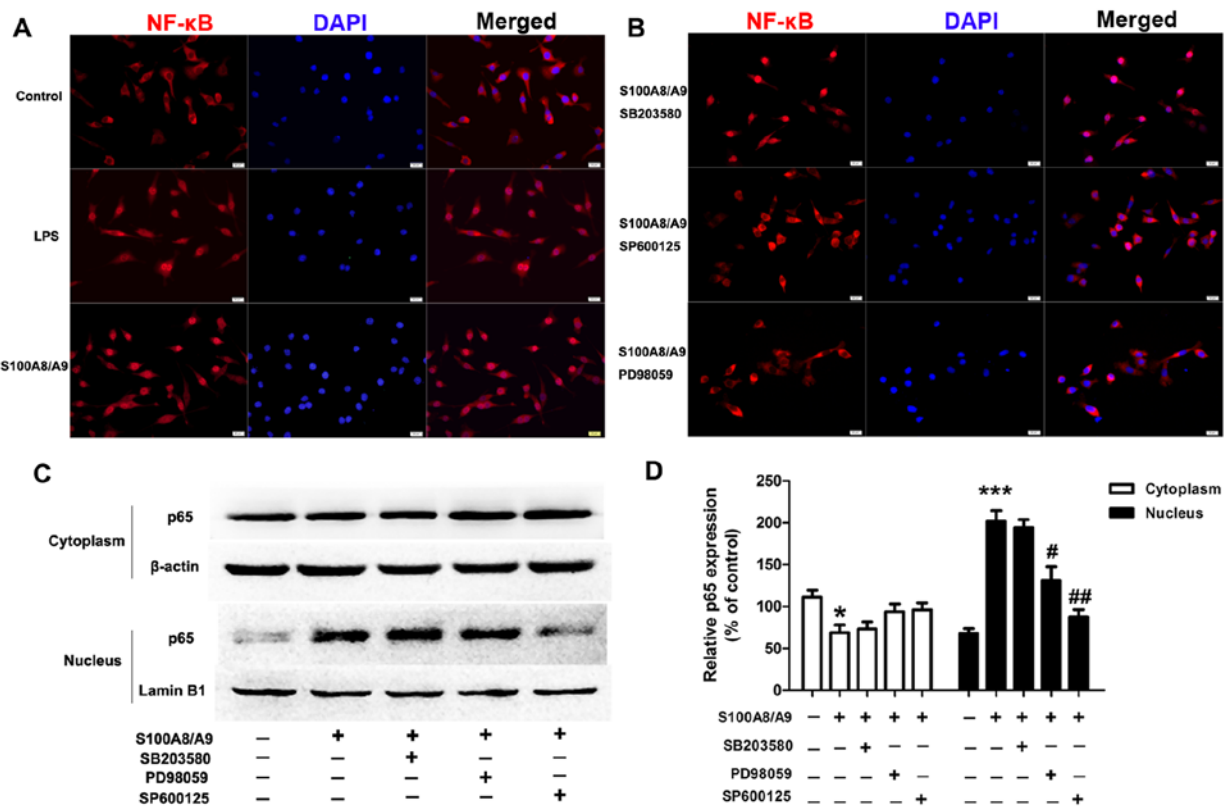 A
NF-κB DAPI Merged
Control
LPS
S100A8/A9
B
NF-κB DAPI Merged
S100A8/A9
SB203580
S100A8/A9
SP600125
S100A8/A9
PD98059
C
Cytoplasm
p65
β-actin
Nucleus
p65
Lamin B1
S100A8/A9 – + + + +
SB203580 – – + – –
PD98059 – – – + –
SP600125 – – – – +
D
Relative p65 expression
(% of control)
250
200
150
100
50
0
* *** # ##
Cytoplasm
Nucleus
S100A8/A9 – + + + + – + + + +
SB203580 – – + – – – – + – –
PD98059 – – – + – – – – + –
SP600125 – – – – + – – – – +